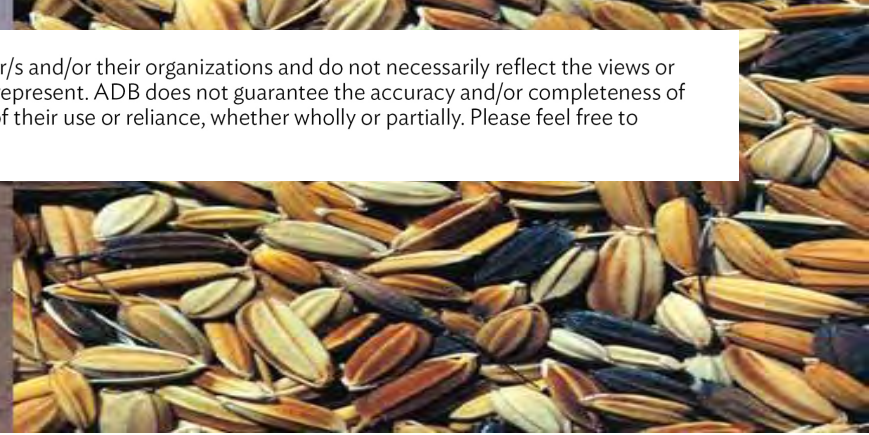 r/s and/or their organizations and do not necessarily reflect the views or
epresent. ADB does not guarantee the accuracy and/or completeness of
f their use or reliance, whether wholly or partially. Please feel free to